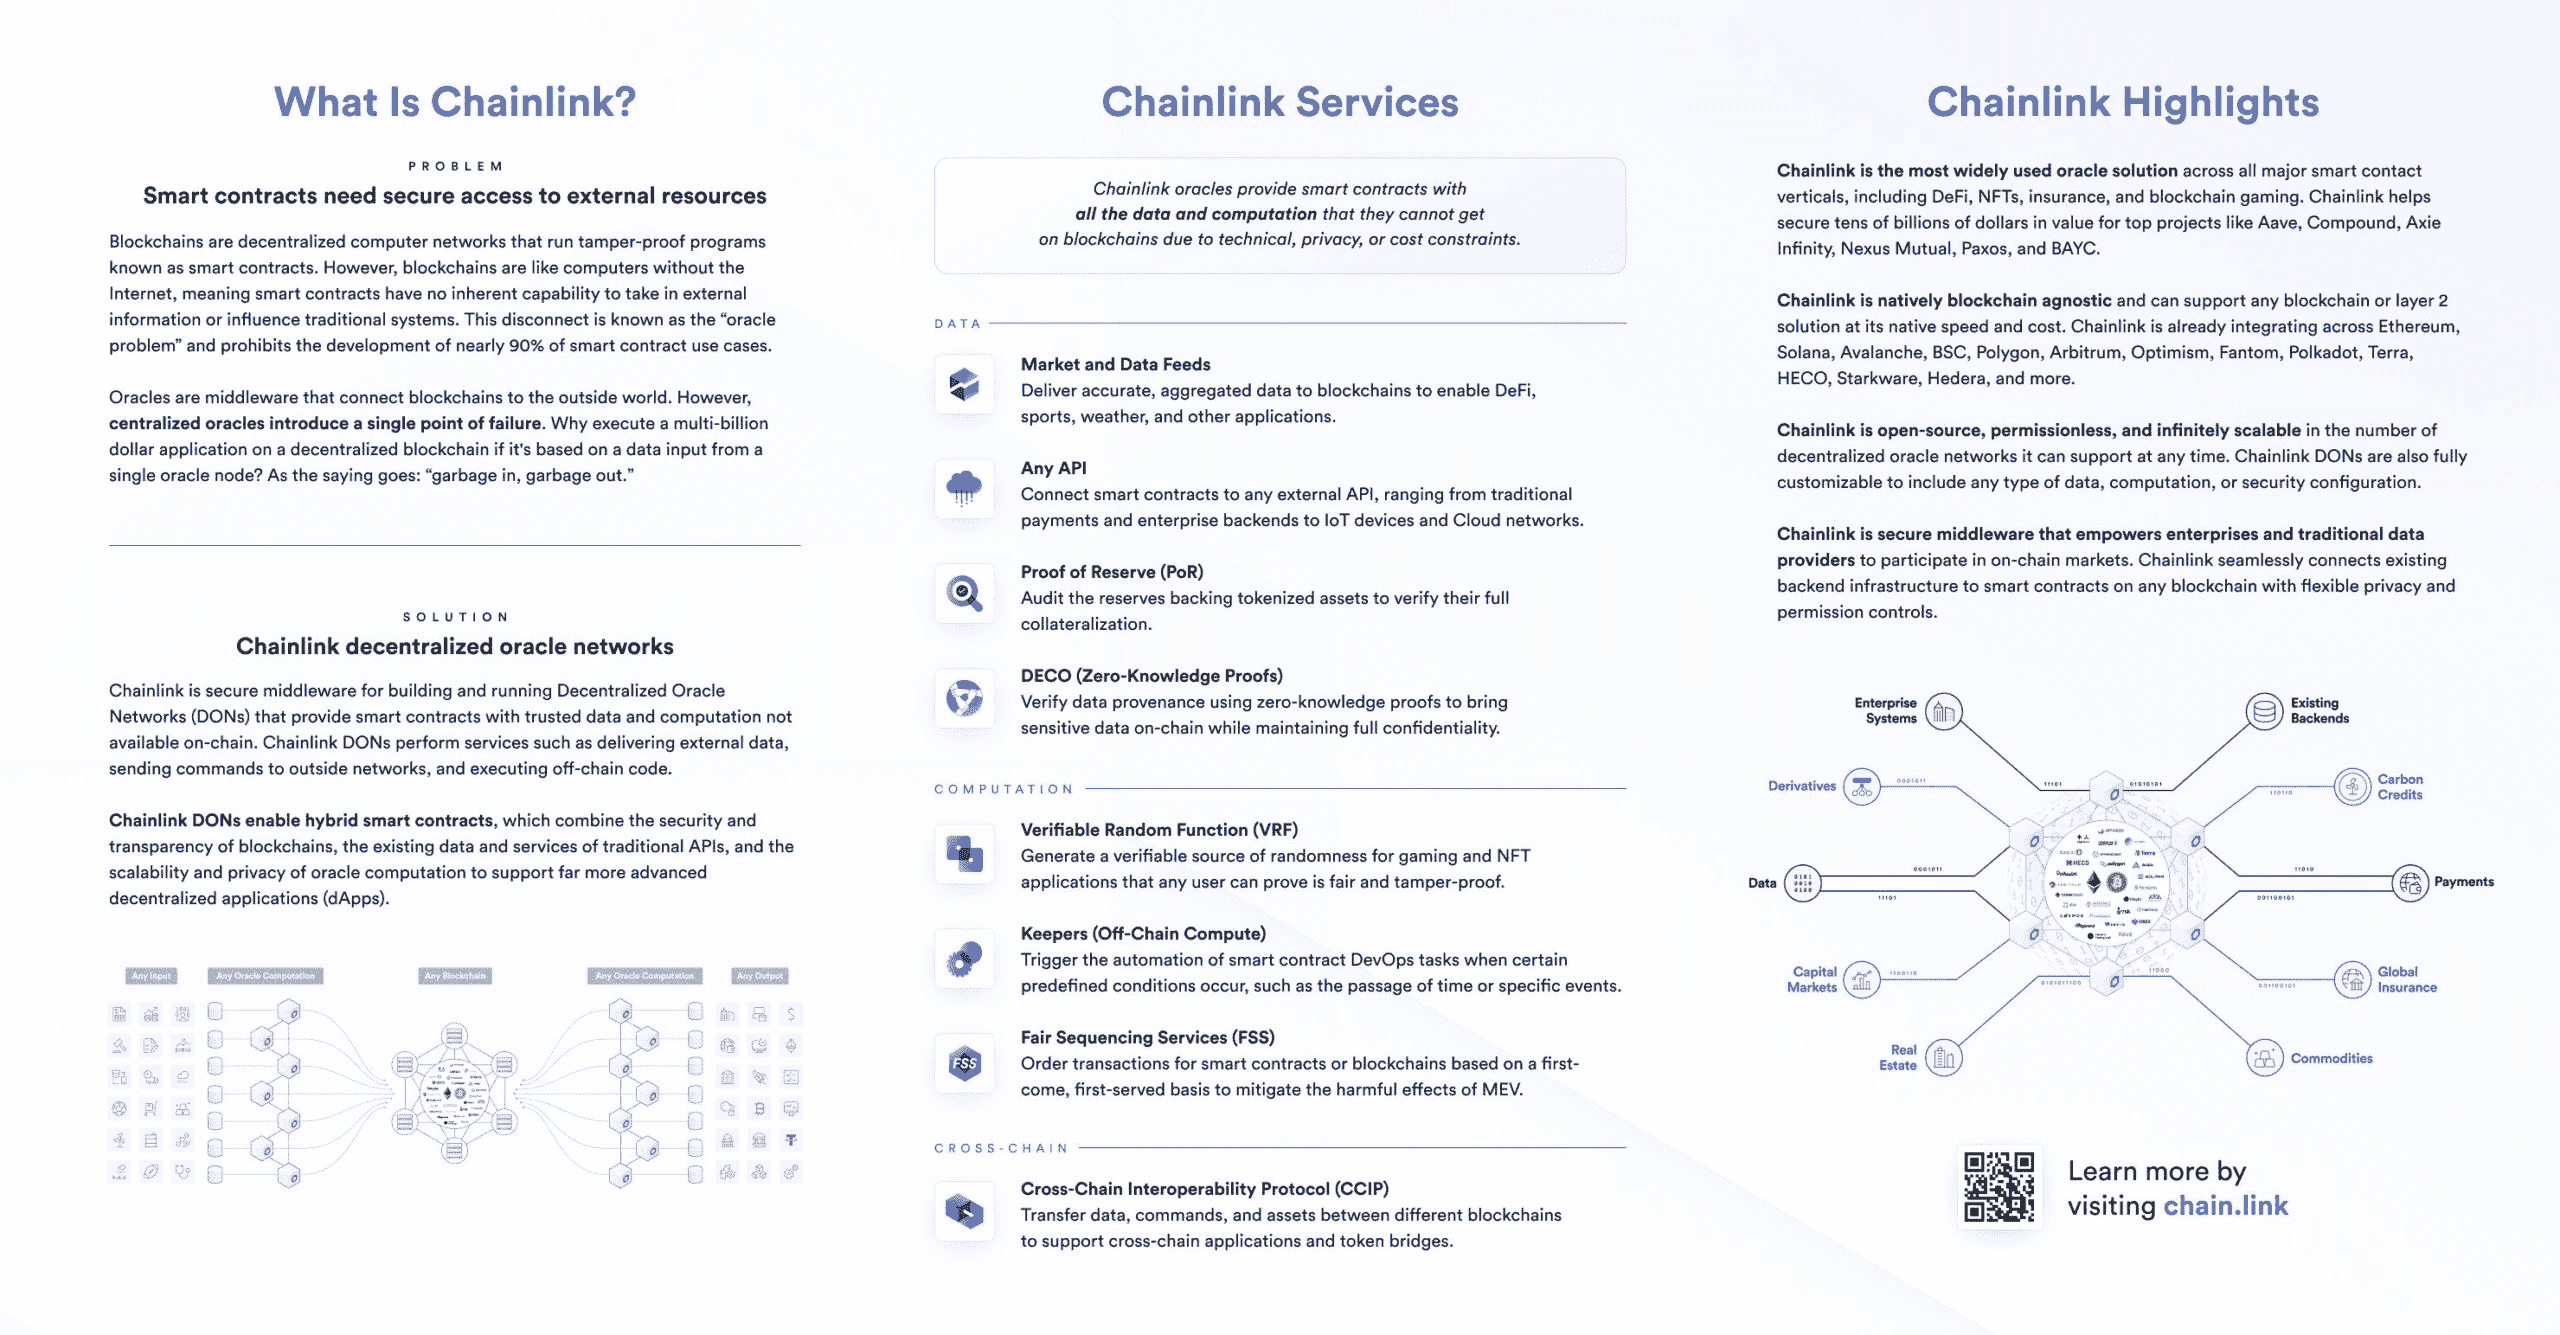 What Is Chainlink?
PROBLEM
Smart contracts need secure access to external resources
Blockchains are decentralized computer networks that run tamper-proof programs
known as smart contracts. However, blockchains are like computers without the
Internet, meaning smart contracts have no inherent capability to take in external
information or influence traditional systems. This disconnect is known as the “oracle
problem” and prohibits the development of nearly 90% of smart contract use cases.
Oracles are middleware that connect blockchains to the outside world. However,
centralized oracles introduce a single point of failure. Why execute a multi-billion
dollar application on a decentralized blockchain if it's based on a data input from a
single oracle node? As the saying goes: “garbage in, garbage out.”
SOLUTION
Chainlink decentralized oracle networks
Chainlink is secure middleware for building and running Decentralized Oracle
Networks (DONs) that provide smart contracts with trusted data and computation not
available on-chain. Chainlink DONs perform services such as delivering external data,
sending commands to outside networks, and executing off-chain code.
Chainlink DONs enable hybrid smart contracts, which combine the security and
transparency of blockchains, the existing data and services of traditional APIs, and the
scalability and privacy of oracle computation to support far more advanced
decentralized applications (dApps).
Any Input
Any Oracle Computation
Any Blockchain
Any Oracle Computation
Any Output
Chainlink Services
Chainlink oracles provide smart contracts with
all the data and computation that they cannot get
on blockchains due to technical, privacy, or cost constraints.
DATA
Market and Data Feeds
Deliver accurate, aggregated data to blockchains to enable DeFi,
sports, weather, and other applications.
Any API
Connect smart contracts to any external API, ranging from traditional
payments and enterprise backends to IoT devices and Cloud networks.
Proof of Reserve (PoR)
Audit the reserves backing tokenized assets to verify their full
collateralization.
DECO (Zero-Knowledge Proofs)
Verify data provenance using zero-knowledge proofs to bring
sensitive data on-chain while maintaining full confidentiality.
COMPUTATION
Verifiable Random Function (VRF)
Generate a verifiable source of randomness for gaming and NFT
applications that any user can prove is fair and tamper-proof.
Keepers (Off-Chain Compute)
Trigger the automation of smart contract DevOps tasks when certain
predefined conditions occur, such as the passage of time or specific events.
FSS
Fair Sequencing Services (FSS)
Order transactions for smart contracts or blockchains based on a first-
come, first-served basis to mitigate the harmful effects of MEV.
CROSS-CHAIN
Cross-Chain Interoperability Protocol (CCIP)
Transfer data, commands, and assets between different blockchains
to support cross-chain applications and token bridges.
Chainlink Highlights
Chainlink is the most widely used oracle solution across all major smart contact
verticals, including DeFi, NFTs, insurance, and blockchain gaming. Chainlink helps
secure tens of billions of dollars in value for top projects like Aave, Compound, Axie
Infinity, Nexus Mutual, Paxos, and BAYC.
Chainlink is natively blockchain agnostic and can support any blockchain or layer 2
solution at its native speed and cost. Chainlink is already integrating across Ethereum,
Solana, Avalanche, BSC, Polygon, Arbitrum, Optimism, Fantom, Polkadot, Terra,
HECO, Starkware, Hedera, and more.
Chainlink is open-source, permissionless, and infinitely scalable in the number of
decentralized oracle networks it can support at any time. Chainlink DONs are also fully
customizable to include any type of data, computation, or security configuration.
Chainlink is secure middleware that empowers enterprises and traditional data
providers to participate in on-chain markets. Chainlink seamlessly connects existing
backend infrastructure to smart contracts on any blockchain with flexible privacy and
permission controls.
Enterprise
Systems
Existing
Backends
11101
01010101
Derivatives
0001011
110110
Carbon
Credits
Terra
HECO
polygon
Data
0101
0010
0100
0001011
11101
11010
001100101
Payments
Capital
Markets
1100110
0101011100
11000
001100101
Global
Insurance
Real
Estate
Commodities
Learn more by
visiting chain.link